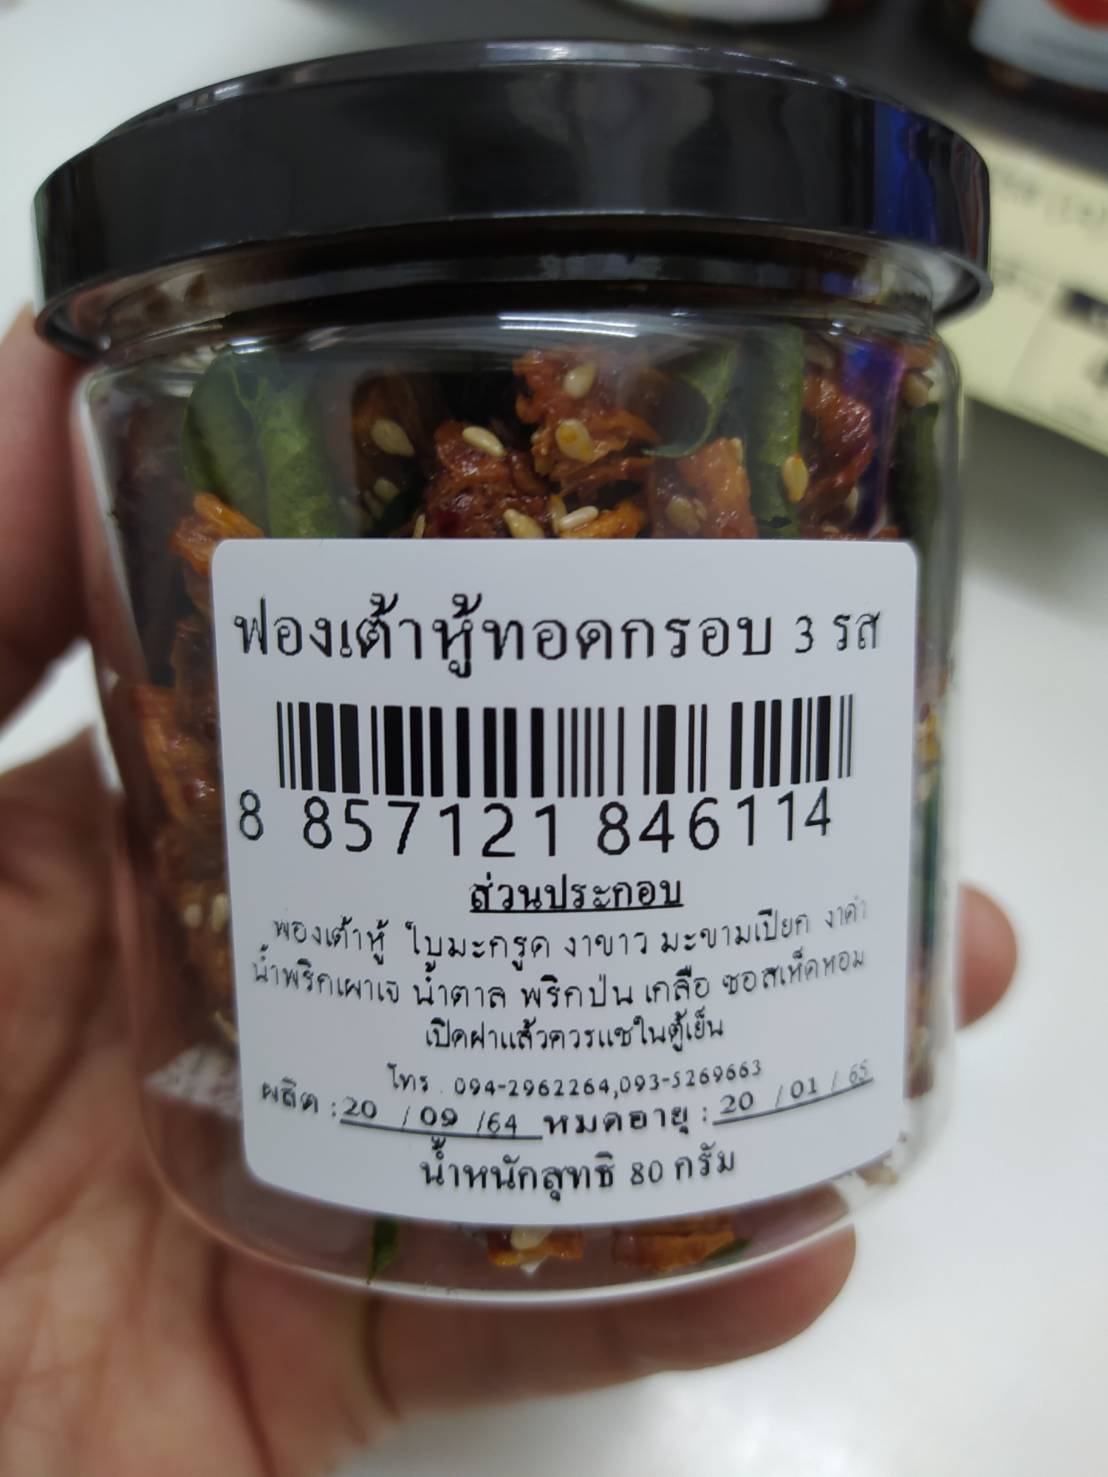 ฟองเต้าหู้ทอดกรอบ 3 รส
8 857121 846114
ส่วนประกอบ
ฟองเต้าหู้ ใบมะกรูด งาขาว มะขามเปียก งาดำ
น้ำพริกเผาเจ น้ำตาล พริกป่น เกลือ ซอสเห็ดหอม
เปิดฝาแล้วควรแช่ในตู้เย็น
โทร . 094-2962264,093-5269663
ผลิต : 20 / 09 /64 หมดอายุ : 20 / 01 / 65
น้ำหนักสุทธิ 80 กรัม